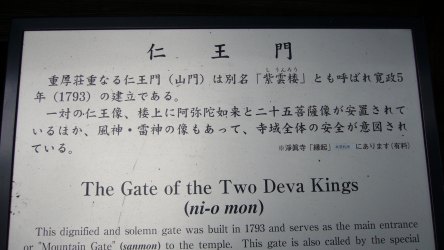 仁王門
重厚荘重なる仁王門（山門）は別名「紫雲楼」とも呼ばれ寛政5
年（1793）の建立である。
一対の仁王像、楼上に阿弥陀如来と二十五菩薩像が安置されて
いるほか、風神・雷神の像もあって、寺域全体の安全が意図され
ている。
※浄眞寺「縁起」 にあります（有料）
The Gate of the Two Deva Kings
(ni-o mon)
This dignified and solemn gate was built in 1793 and serves as the main entrance
or "Mountain Gate" (sanmon) to the temple. This gate is also called by the special